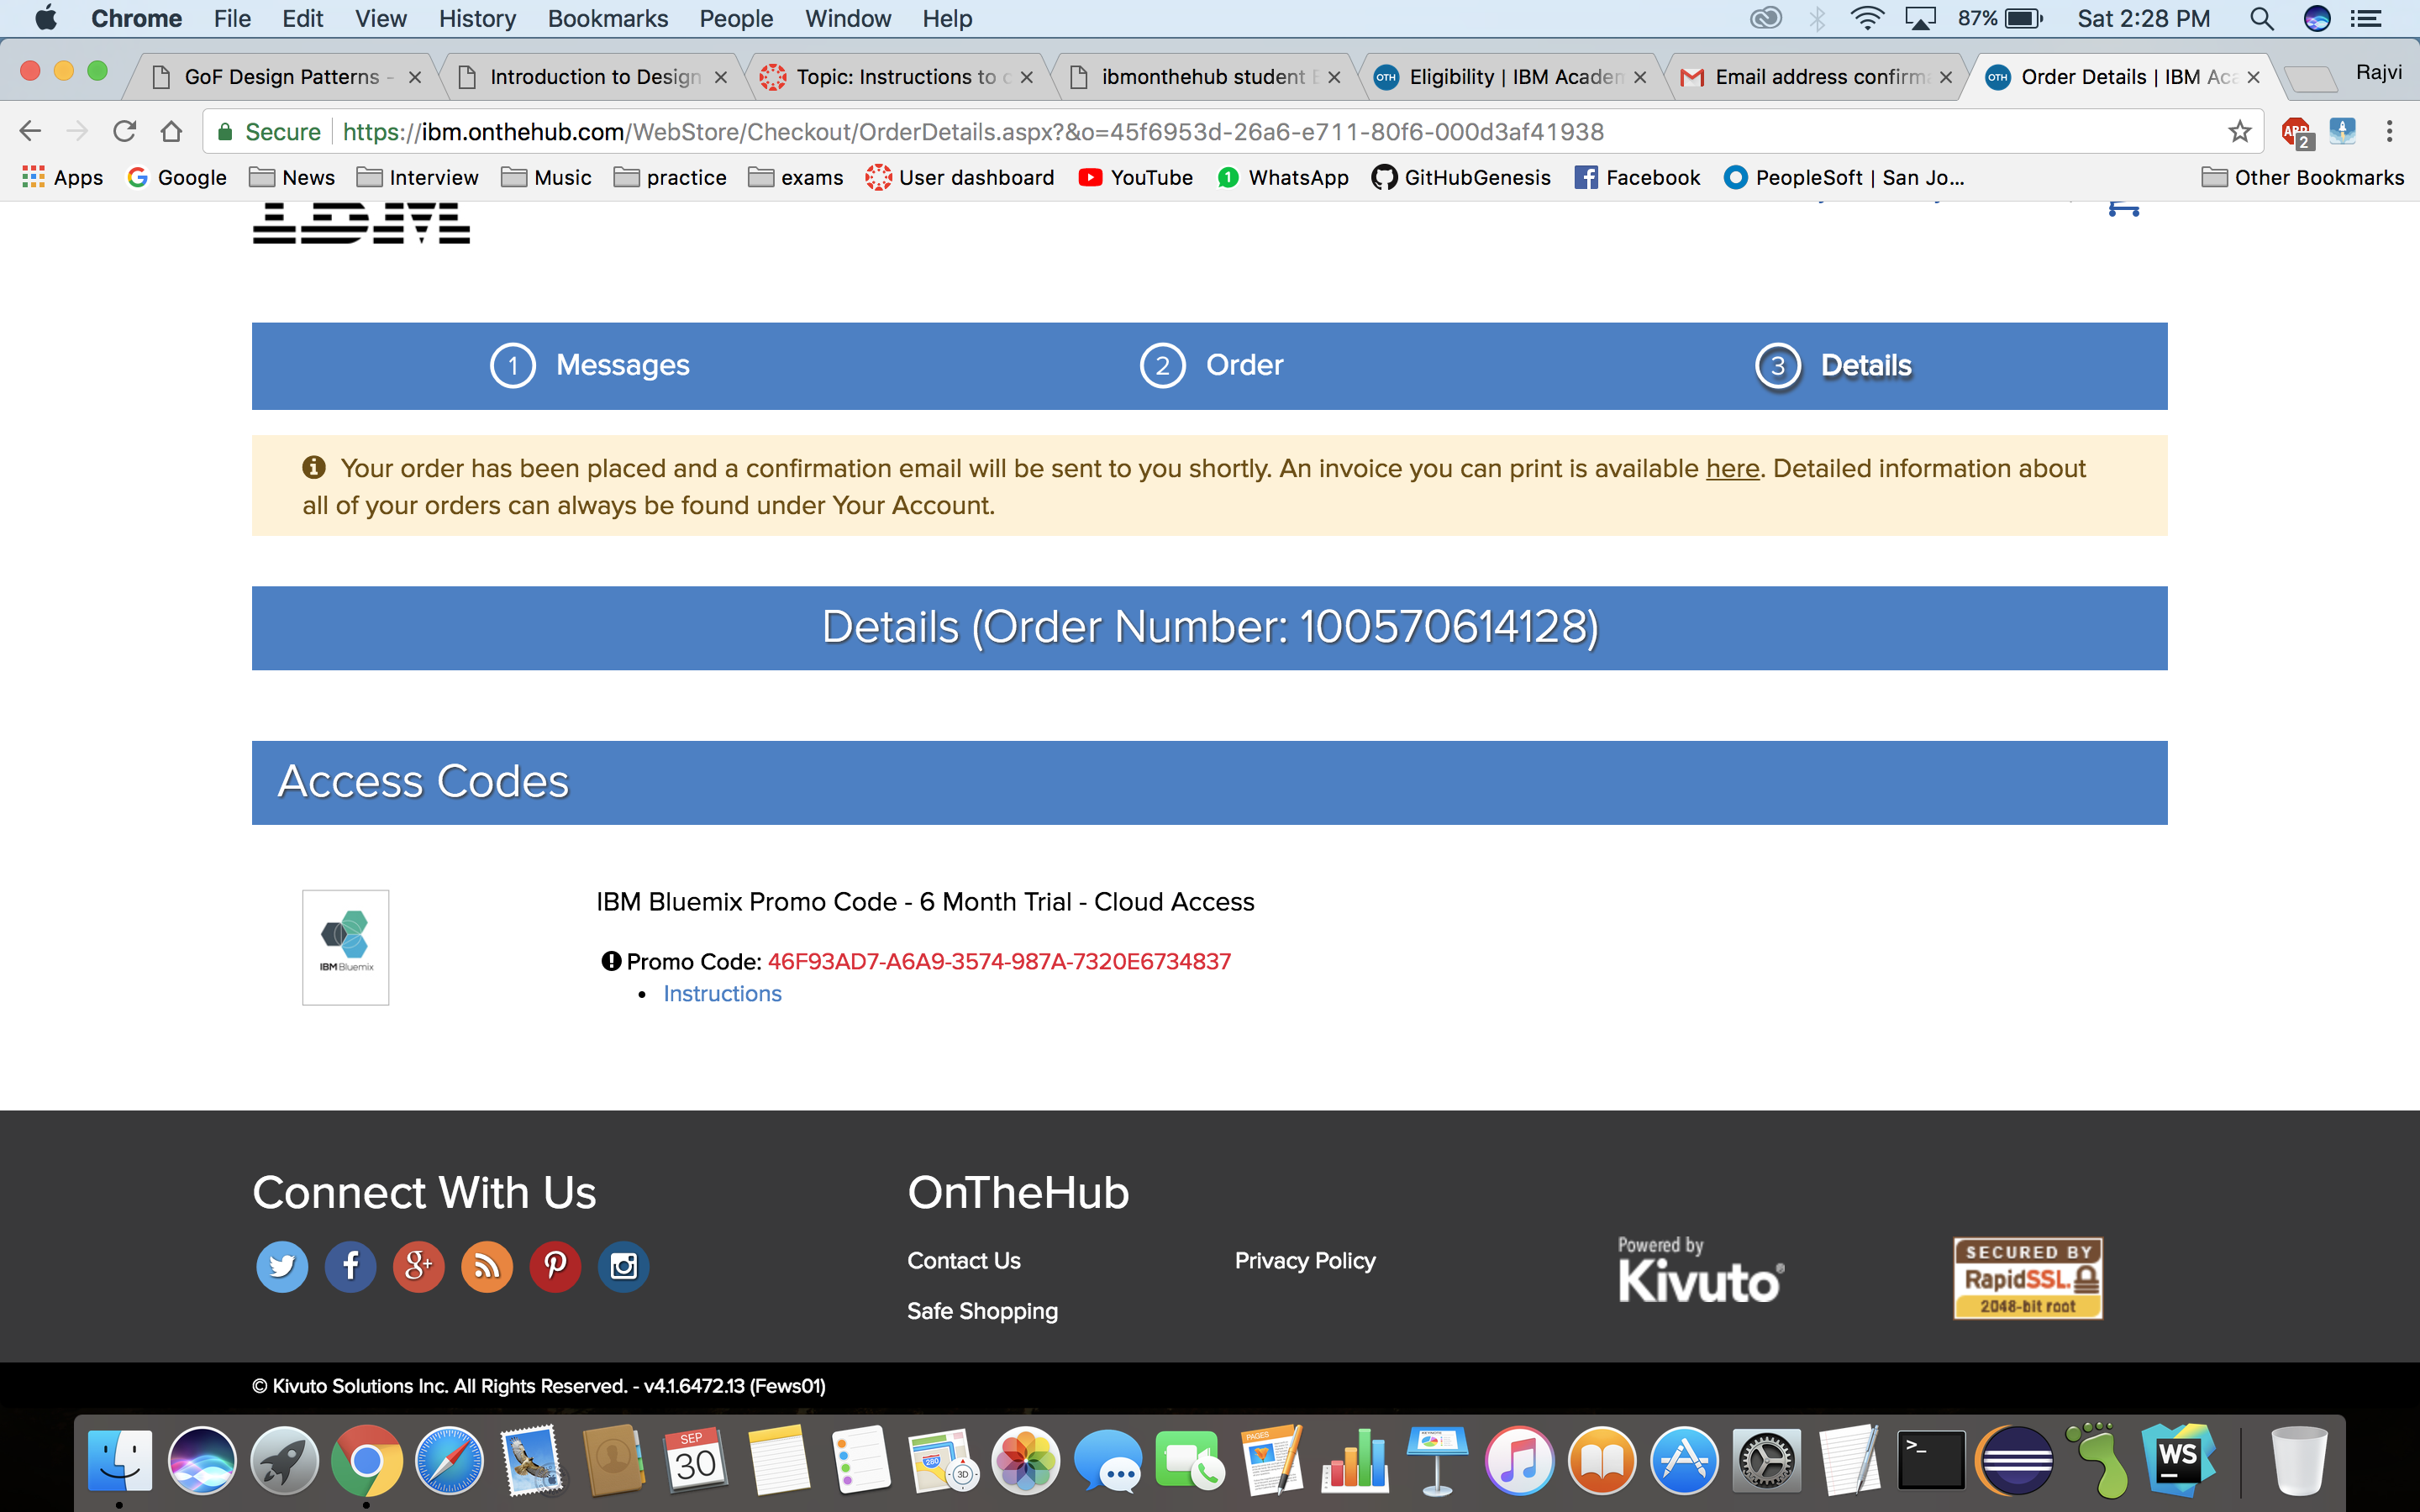 Chrome File Edit View History Bookmarks People Window Help 87% Sat 2:28 PM
GoF Design Patterns - Introduction to Design Topic: Instructions to c ibmonthehub student E Eligibility | IBM Academ Email address confirma Order Details | IBM Aca Rajvi
Secure https://ibm.onthehub.com/WebStore/Checkout/OrderDetails.aspx?&o=45f6953d-26a6-e711-80f6-000d3af41938 ABP 2
Apps Google News Interview Music practice exams User dashboard YouTube 1 WhatsApp GitHubGenesis Facebook PeopleSoft | San Jo... Other Bookmarks
IBM
1 Messages 2 Order 3 Details
Your order has been placed and a confirmation email will be sent to you shortly. An invoice you can print is available here. Detailed information about
all of your orders can always be found under Your Account.
Details (Order Number: 100570614128)
Access Codes
IBM Bluemix
IBM Bluemix Promo Code - 6 Month Trial - Cloud Access
Promo Code: 46F93AD7-A6A9-3574-987A-7320E6734837
• Instructions
Connect With Us
OnTheHub
Contact Us Privacy Policy
Safe Shopping
Powered by
Kivuto
SECURED BY
RapidSSL.
2048-bit root
© Kivuto Solutions Inc. All Rights Reserved. - v4.1.6472.13 (Fews01)
SEP
30
280
3D
PAGES
>_
WS